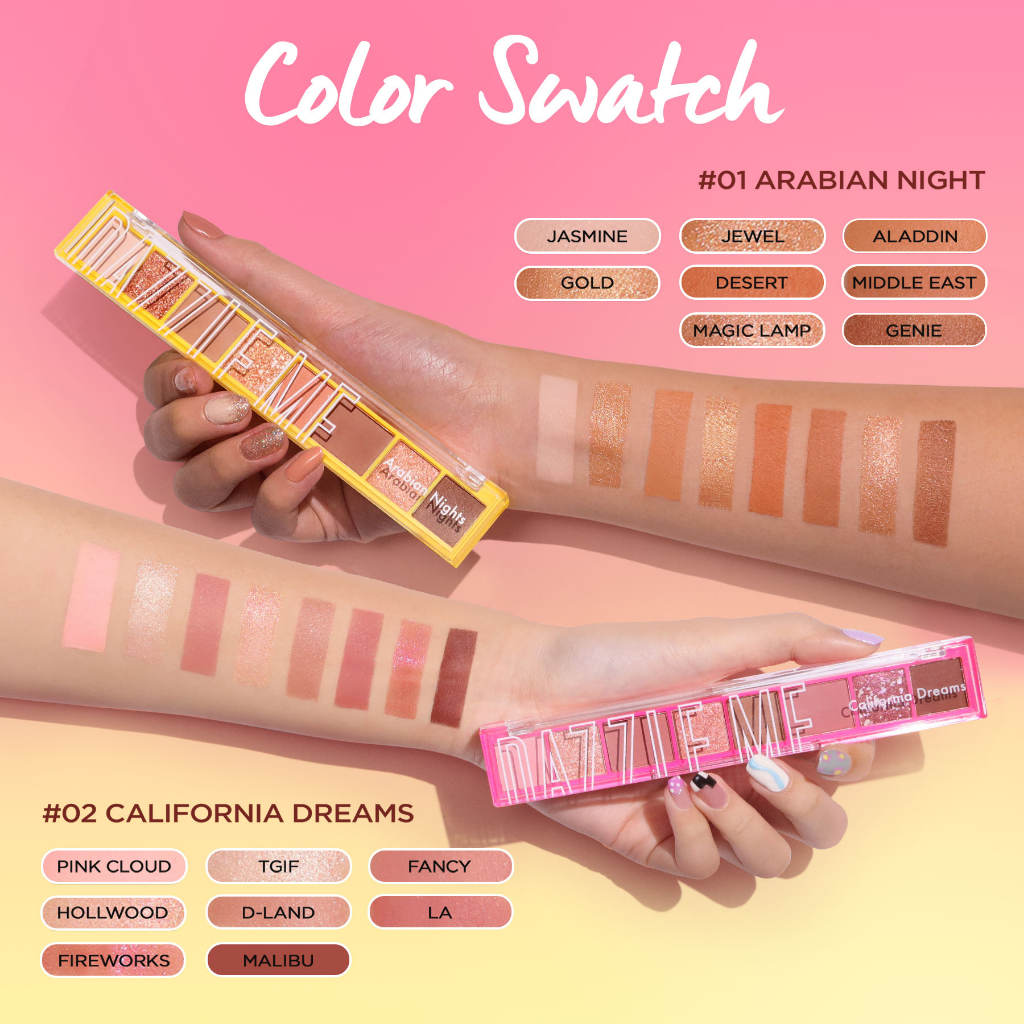 Color Swatch
#01 ARABIAN NIGHT
JASMINE JEWEL ALADDIN
GOLD DESERT MIDDLE EAST
MAGIC LAMP GENIE
DAZZLE ME
Arabian Nights
DAZZLE ME
California Dreams
#02 CALIFORNIA DREAMS
PINK CLOUD TGIF FANCY
HOLLWOOD D-LAND LA
FIREWORKS MALIBU